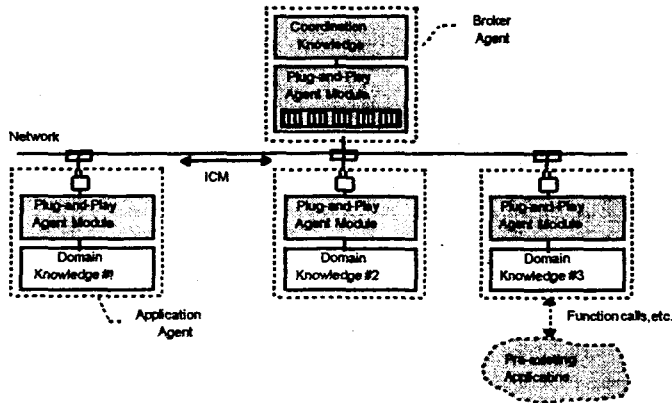 Coordination
Knowledge
Plug-and-Play
Agent Module
Broker
Agent
Network
ICM
Plug-and-Play
Agent Module
Domain
Knowledge #1
Plug-and-Play
Agent Module
Domain
Knowledge #2
Plug-and-Play
Agent Module
Domain
Knowledge #3
Application
Agent
Function calls, etc.
Pre-existing
Applications